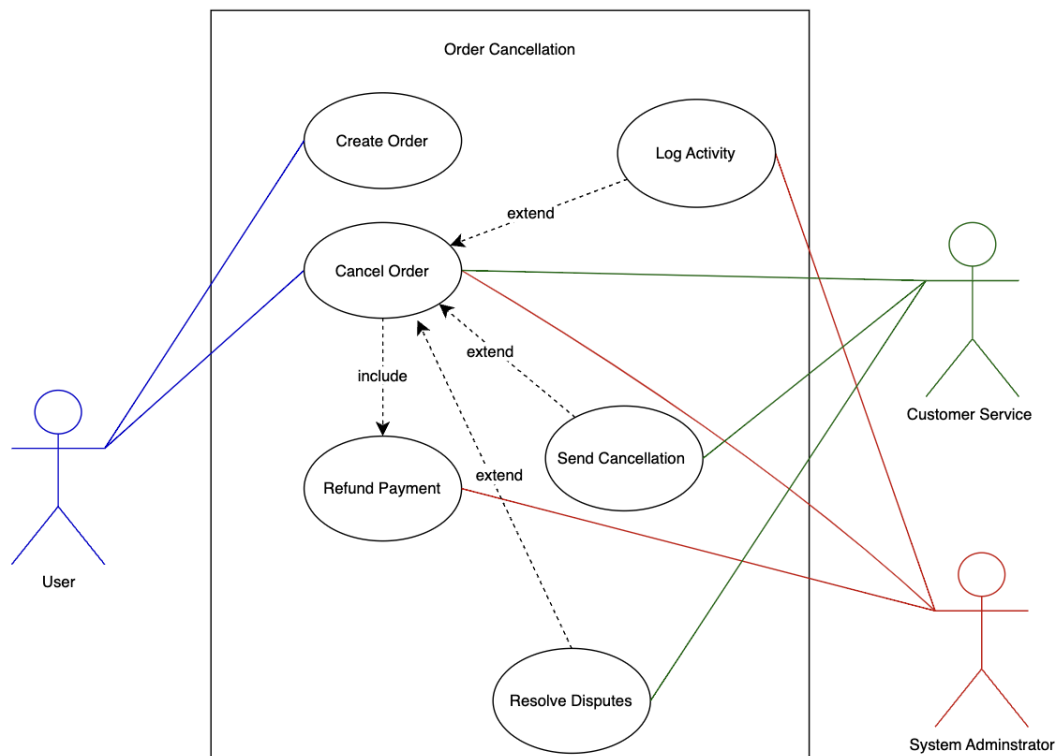 Order Cancellation
Create Order
Log Activity
extend
Cancel Order
extend
include
Customer Service
Send Cancellation
extend
Refund Payment
User
Resolve Disputes
System Adminstrator